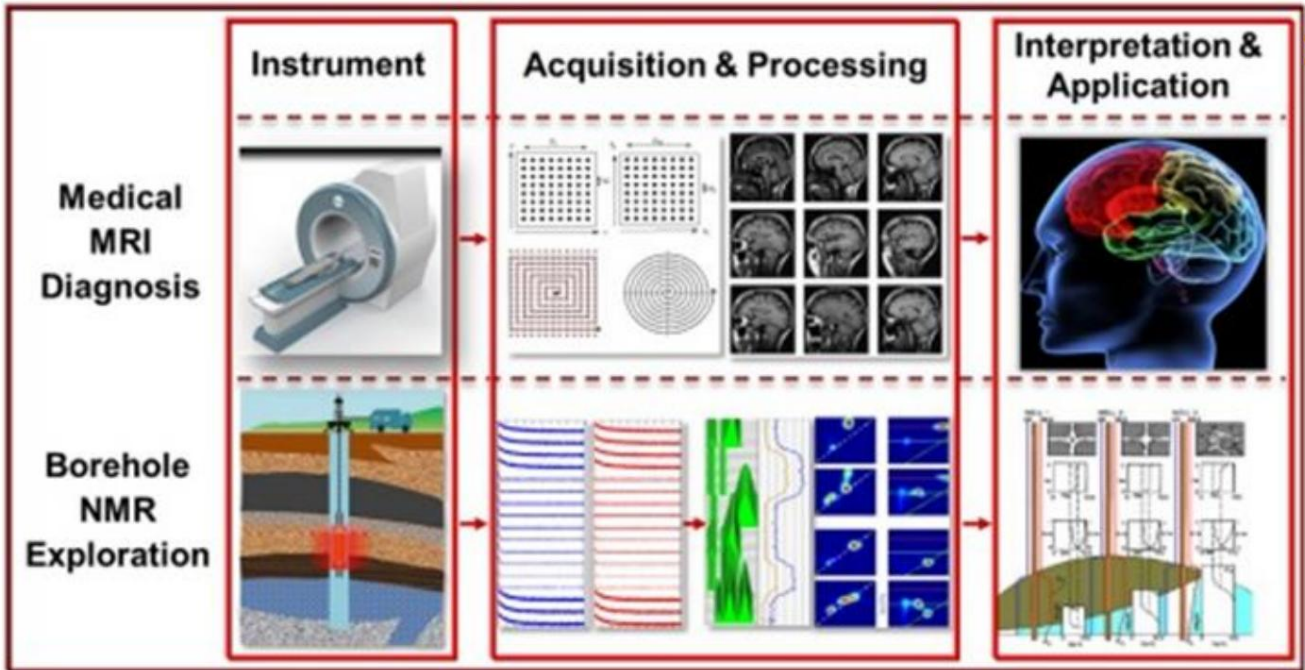 Instrument
Acquisition & Processing
Interpretation &
Application
Medical
MRI
Diagnosis
Borehole
NMR
Exploration